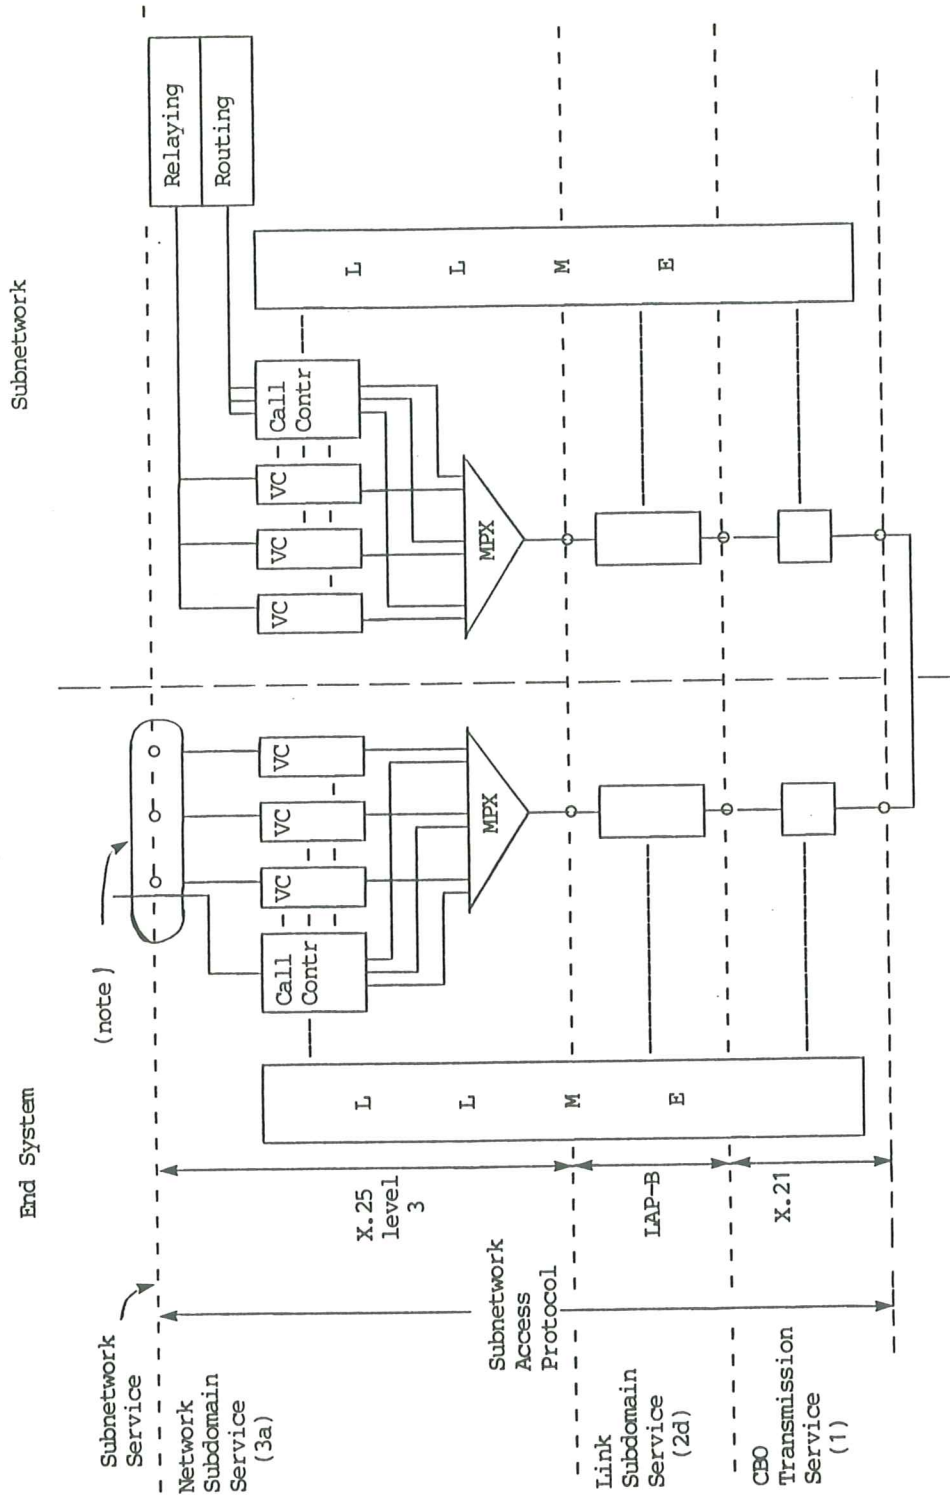 End System
Subnetwork
Subnetwork
Service
(note)
Relaying
Routing
Network
Subdomain
Service
(3a)
X.25
level
3
Call
Contr
VC
VC
VC
VC
VC
VC
Call
Contr
L
L
M
E
L
L
M
E
MPX
MPX
Subnetwork
Access
Protocol
Link
Subdomain
Service
(2d)
LAP-B
CBO
Transmission
Service
(1)
X.21